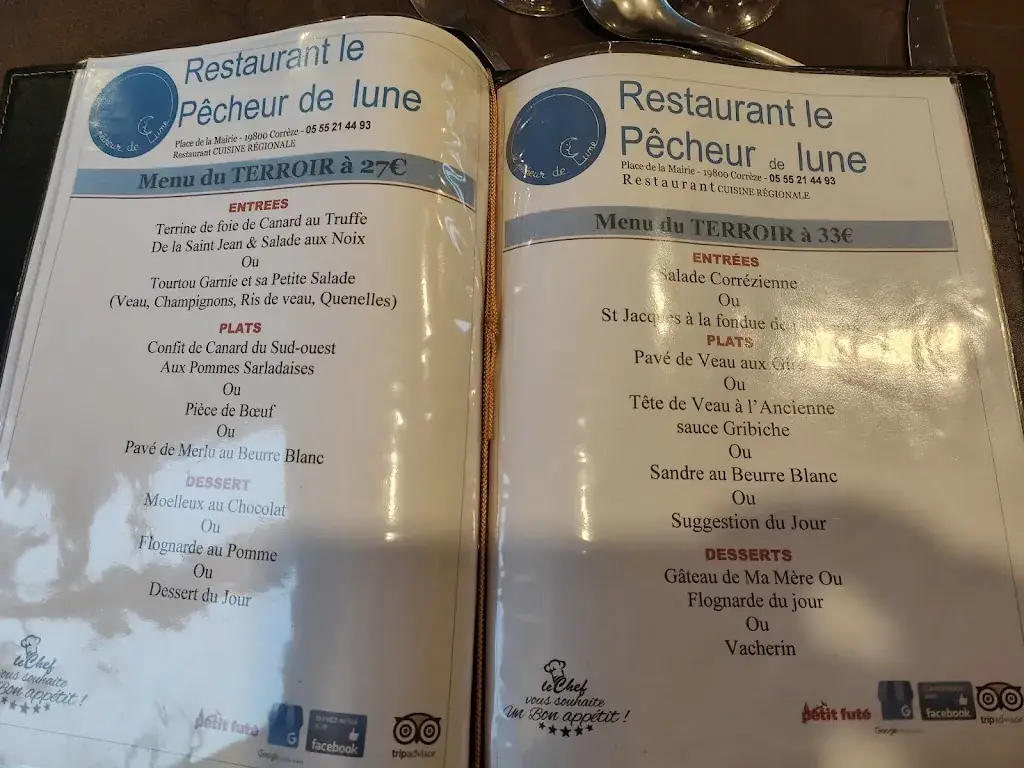 Restaurant le
Pêcheur de lune
Place de la Mairie - 19800 Corrèze - 05 55 21 44 93
Restaurant CUISINE RÉGIONALE
Menu du TERROIR à 27€
ENTREES
Terrine de foie de Canard au Truffe
De la Saint Jean & Salade aux Noix
Ou
Tourtou Garnie et sa Petite Salade
(Veau, Champignons, Ris de veau, Quenelles)
PLATS
Confit de Canard du Sud-ouest
Aux Pommes Sarladaises
Ou
Pièce de Bœuf
Ou
Pavé de Merlu au Beurre Blanc
DESSERT
Moelleux au Chocolat
Ou
Flognarde au Pomme
Ou
Dessert du Jour
le Chef
vous souhaite
Bon appétit !
petit futé
Google
facebook
tripadvisor
Restaurant le
Pêcheur de lune
Place de la Mairie - 19800 Corrèze - 05 55 21 44 93
Restaurant CUISINE RÉGIONALE
Menu du TERROIR à 33€
ENTRÉES
Salade Corrézienne
Ou
St Jacques à la fondue de
PLATS
Pavé de Veau aux
Ou
Tête de Veau à l'Ancienne
sauce Gribiche
Ou
Sandre au Beurre Blanc
Ou
Suggestion du Jour
DESSERTS
Gâteau de Ma Mère Ou
Flognarde du jour
Ou
Vacherin
le Chef
vous souhaite
Un Bon appétit !
petit futé
Google
facebook
tripadvisor